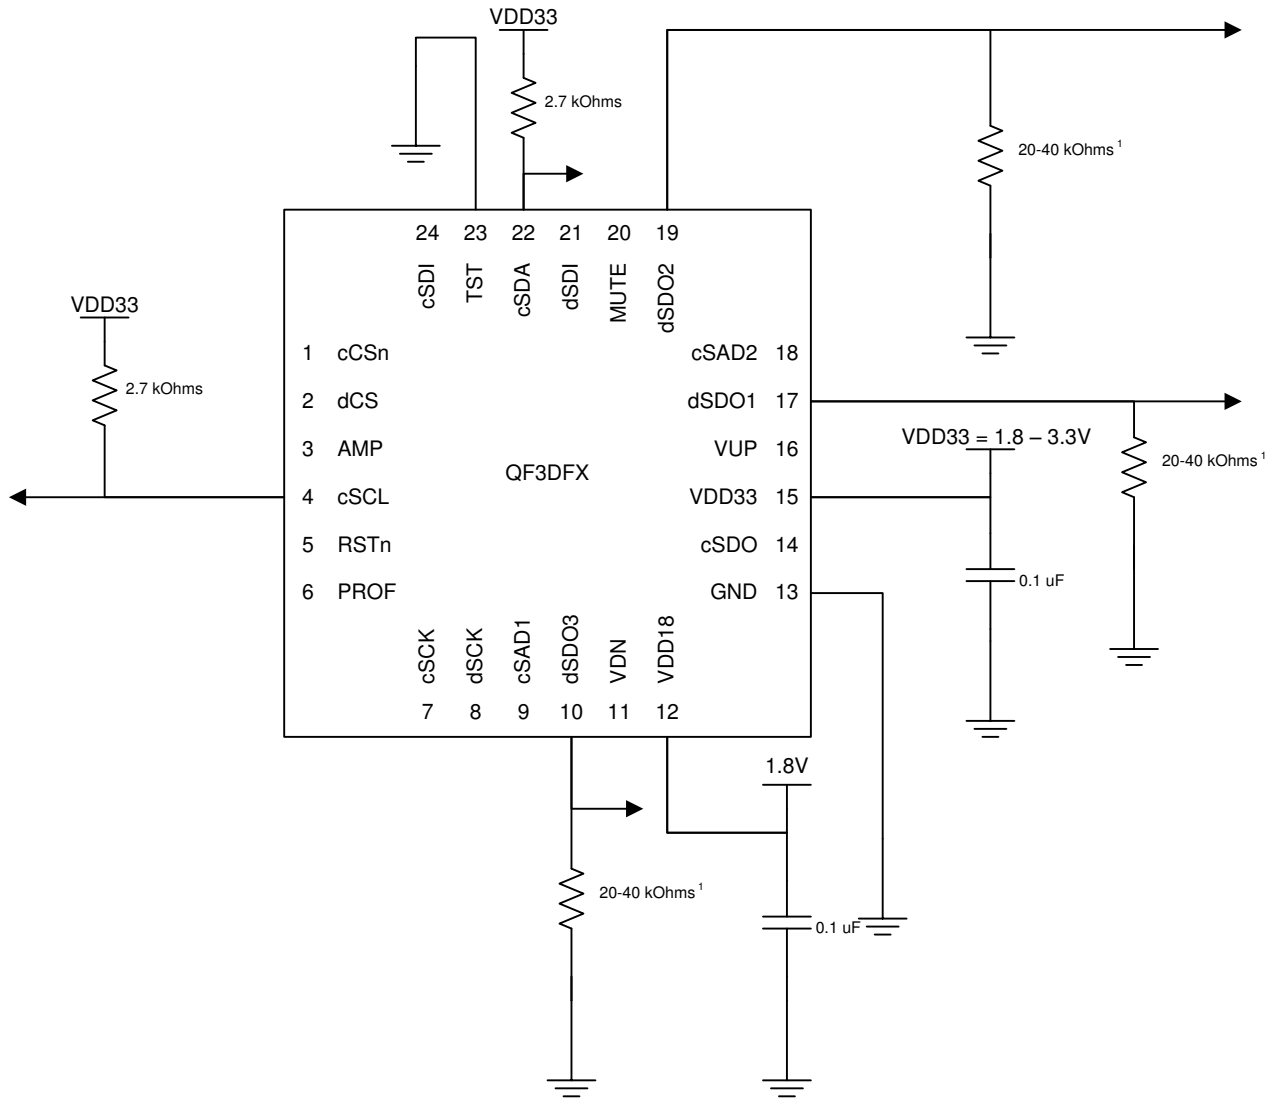 VDD33
2.7 kOhms
20-40 kOhms 1
24 23 22 21 20 19
cSDI TST cSDA dSDI MUTE dSDO2
VDD33
2.7 kOhms
1 cCSn
2 dCS
3 AMP
4 cSCL
5 RSTn
6 PROF
QF3DFX
cSAD2 18
dSDO1 17
VUP 16
VDD33 15
cSDO 14
GND 13
VDD33 = 1.8 – 3.3V
20-40 kOhms 1
0.1 uF
cSCK dSCK cSAD1 dSDO3 VDN VDD18
7 8 9 10 11 12
1.8V
20-40 kOhms 1
0.1 uF